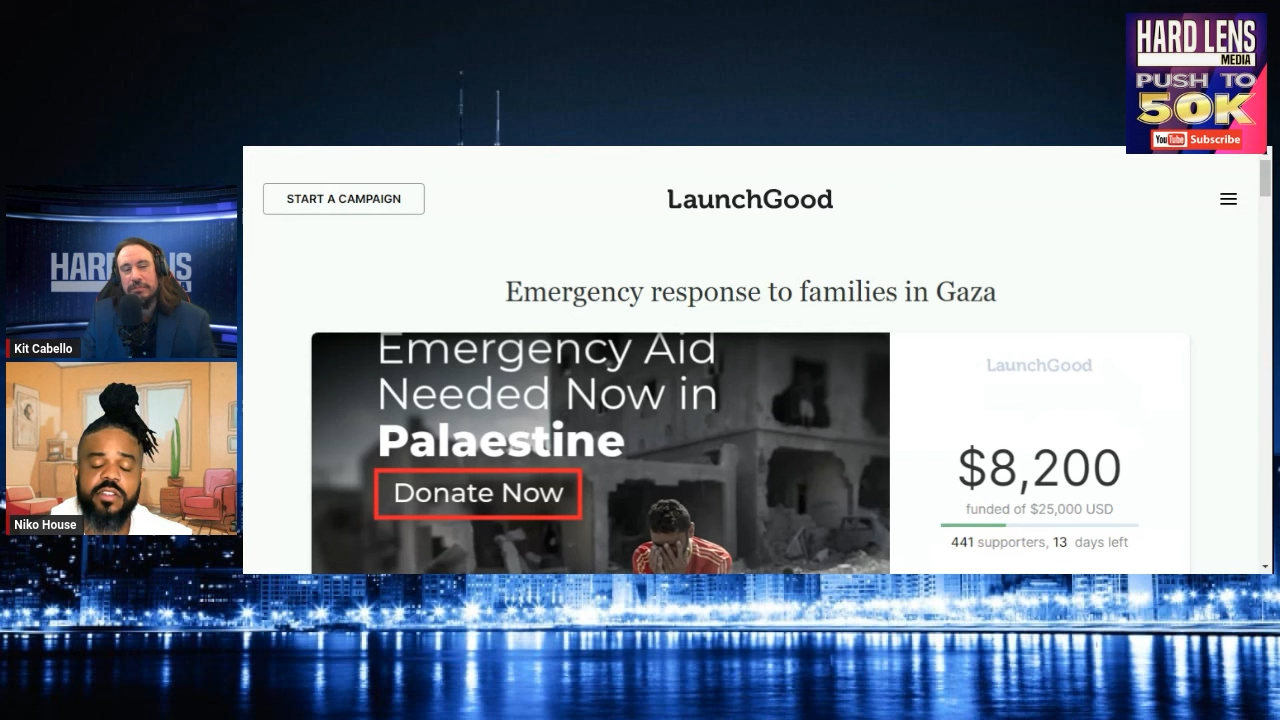 HARD LENS
MEDIA
PUSH TO
50K
YouTube Subscribe
START A CAMPAIGN
LaunchGood
Emergency response to families in Gaza
Emergency Aid
Needed Now in
Palaestine
Donate Now
LaunchGood
$8,200
funded of $25,000 USD
441 supporters, 13 days left
Kit Cabello
Niko House